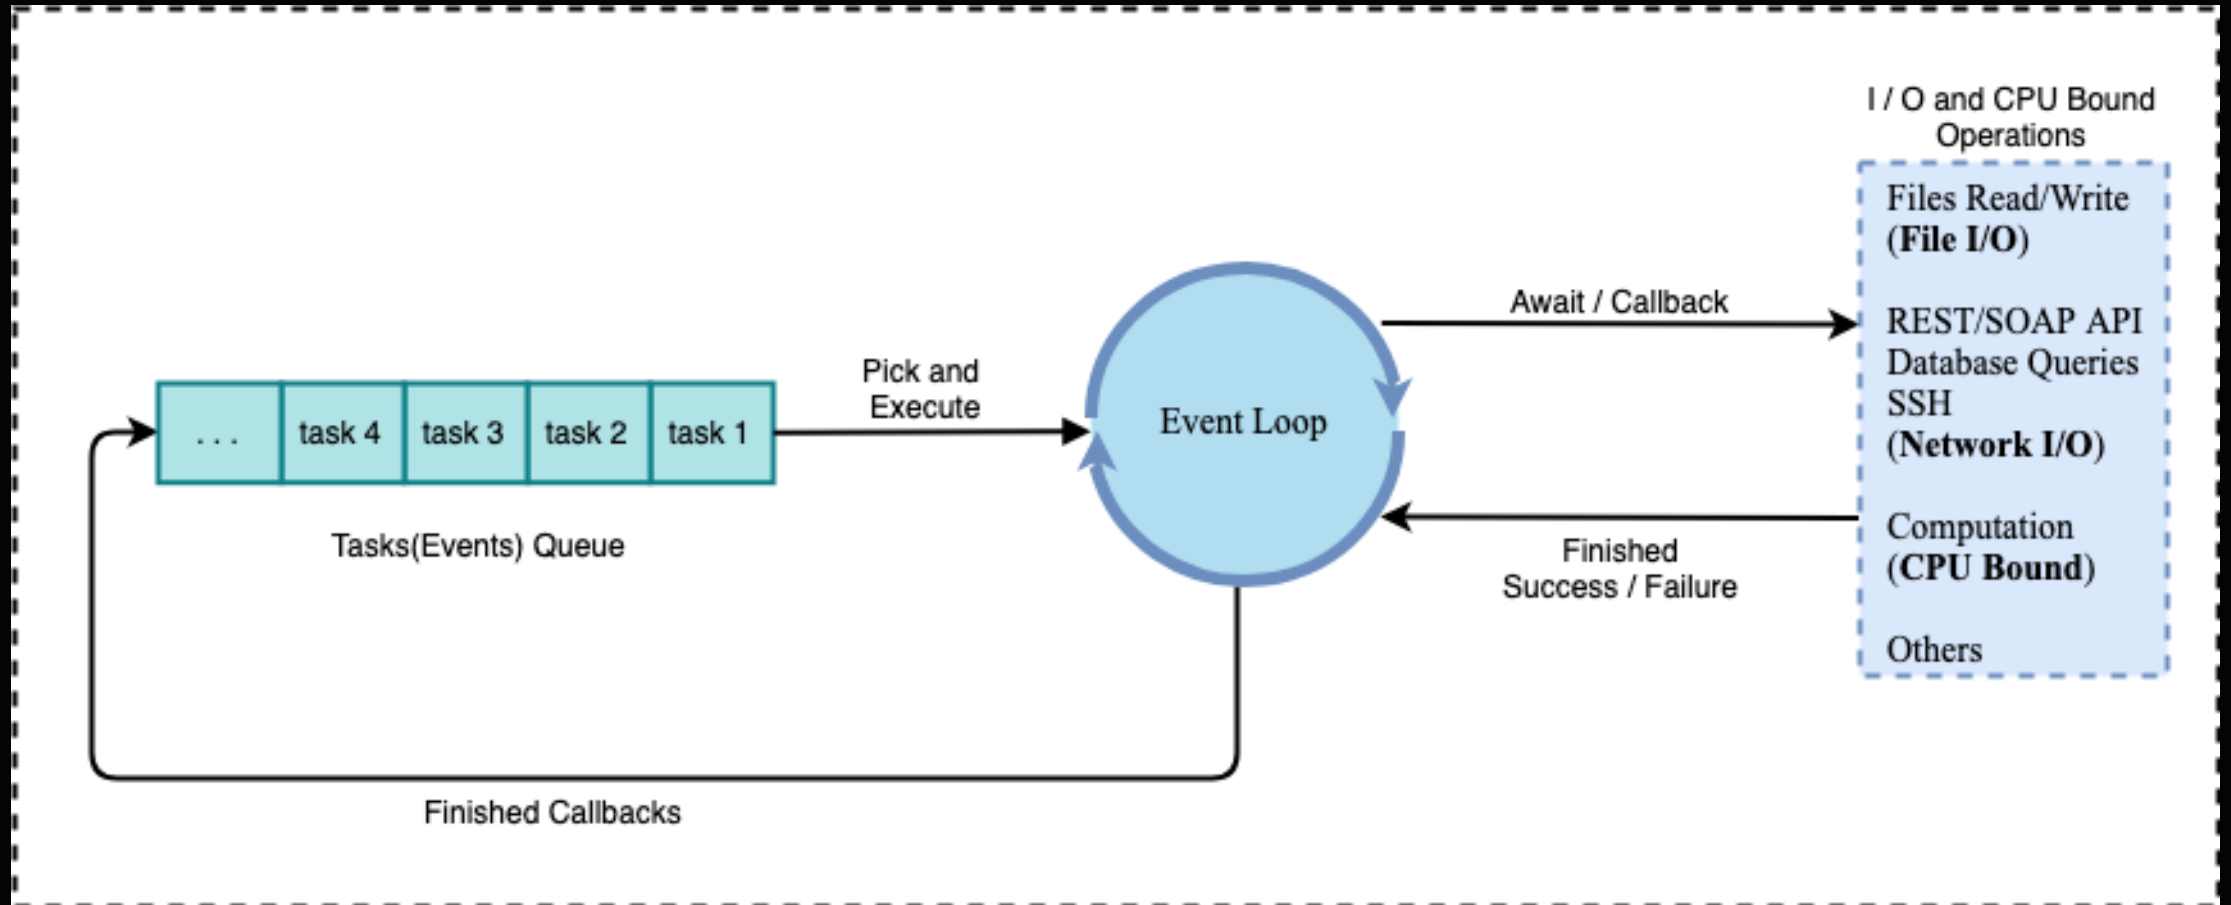 I / O and CPU Bound
Operations
Files Read/Write
(File I/O)
REST/SOAP API
Database Queries
SSH
(Network I/O)
Computation
(CPU Bound)
Others
Await / Callback
Finished
Success / Failure
Event Loop
Pick and
Execute
. . .
task 4
task 3
task 2
task 1
Tasks(Events) Queue
Finished Callbacks